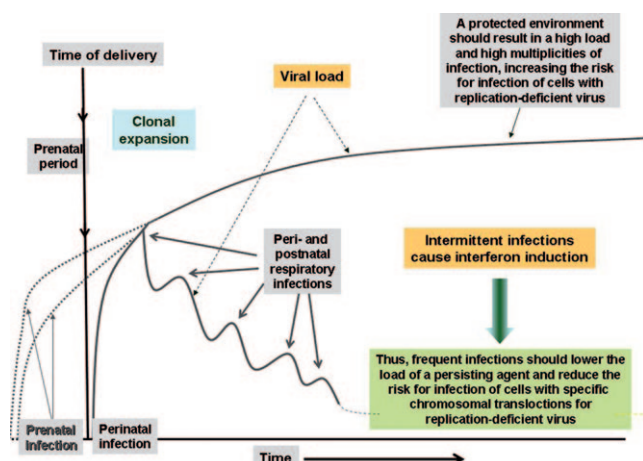 Time of delivery
A protected environment
should result in a high load
and high multiplicities of
infection, increasing the risk
for infection of cells with
replication-deficient virus
Viral load
Clonal
expansion
Prenatal
period
Peri- and
postnatal
respiratory
infections
Intermittent infections
cause interferon induction
Thus, frequent infections should lower the
load of a persisting agent and reduce the
risk for infection of cells with specific
chromosomal transloctions for
replication-deficient virus
Prenatal
infection
Perinatal
infection
Time